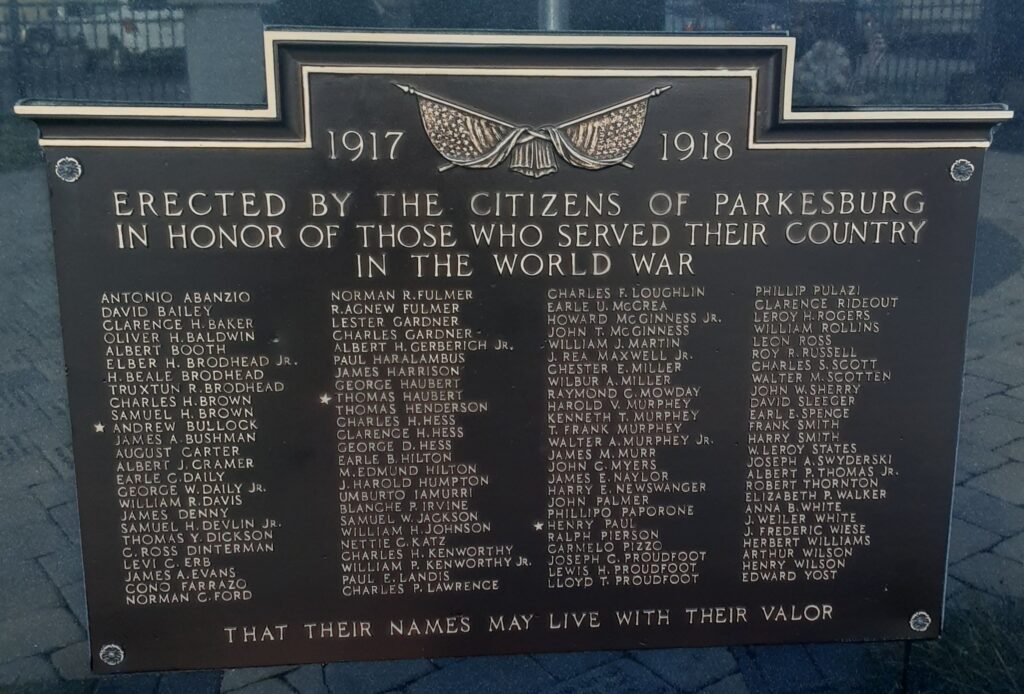 1917 1918
ERECTED BY THE CITIZENS OF PARKESBURG
IN HONOR OF THOSE WHO SERVED THEIR COUNTRY
IN THE WORLD WAR
ANTONIO ABANZIO
DAVID BAILEY
CLARENCE H. BAKER
OLIVER H. BALDWIN
ALBERT BOOTH
ELBER H. BRODHEAD JR.
H. BEALE BRODHEAD
TRUXTUN R. BRODHEAD
CHARLES H. BROWN
SAMUEL H. BROWN
★ ANDREW BULLOCK
JAMES A. BUSHMAN
AUGUST CARTER
ALBERT J. CRAMER
EARLE C. DAILY
GEORGE W. DAILY JR.
WILLIAM R. DAVIS
JAMES DENNY
SAMUEL H. DEVLIN JR.
THOMAS Y. DICKSON
C. ROSS DINTERMAN
LEVI C. ERB
JAMES A. EVANS
CONO FARRAZO
NORMAN C. FORD
NORMAN R. FULMER
R. AGNEW FULMER
LESTER GARDNER
CHARLES GARDNER
ALBERT H. GERBERICH JR.
PAUL HARALAMBUS
JAMES HARRISON
GEORGE HAUBERT
★ THOMAS HAUBERT
THOMAS HENDERSON
CHARLES H. HESS
CLARENCE H. HESS
GEORGE D. HESS
EARLE B. HILTON
M. EDMUND HILTON
J. HAROLD HUMPTON
UMBURTO IAMURRI
BLANCHE P. IRVINE
SAMUEL W. JACKSON
WILLIAM H. JOHNSON
NETTIE C. KATZ
CHARLES H. KENWORTHY
WILLIAM P. KENWORTHY JR.
PAUL E. LANDIS
CHARLES P. LAWRENCE
CHARLES F. LOUGHLIN
EARLE U. MCCREA
HOWARD MCGINNESS JR.
JOHN T. MCGINNESS
WILLIAM J. MARTIN
J. REA MAXWELL JR.
CHESTER E. MILLER
WILBUR A. MILLER
RAYMOND C. MOWDAY
HAROLD V. MURPHEY
KENNETH T. MURPHEY
T. FRANK MURPHEY
WALTER A. MURPHEY JR.
JAMES M. MURR
JOHN C. MYERS
JAMES E. NAYLOR
HARRY E. NEWSWANGER
JOHN PALMER
PHILLIPO PAPORONE
★ HENRY PAUL
RALPH PIERSON
CARMELO PIZZO
JOSEPH G. PROUDFOOT
LEWIS H. PROUDFOOT
LLOYD T. PROUDFOOT
PHILLIP PULAZI
CLARENCE RIDEOUT
LEROY H. ROGERS
WILLIAM ROLLINS
LEON ROSS
ROY R. RUSSELL
CHARLES S. SCOTT
WALTER M. SCOTTEN
JOHN W. SHERRY
DAVID SLEEGER
EARL E. SPENCE
FRANK SMITH
HARRY SMITH
W. LEROY STATES
JOSEPH A. SWYDERSKI
ALBERT P. THOMAS JR.
ROBERT THORNTON
ELIZABETH P. WALKER
ANNA B. WHITE
J. WEILER WHITE
J. FREDERIC WIESE
HERBERT WILLIAMS
ARTHUR WILSON
HENRY WILSON
EDWARD YOST
THAT THEIR NAMES MAY LIVE WITH THEIR VALOR